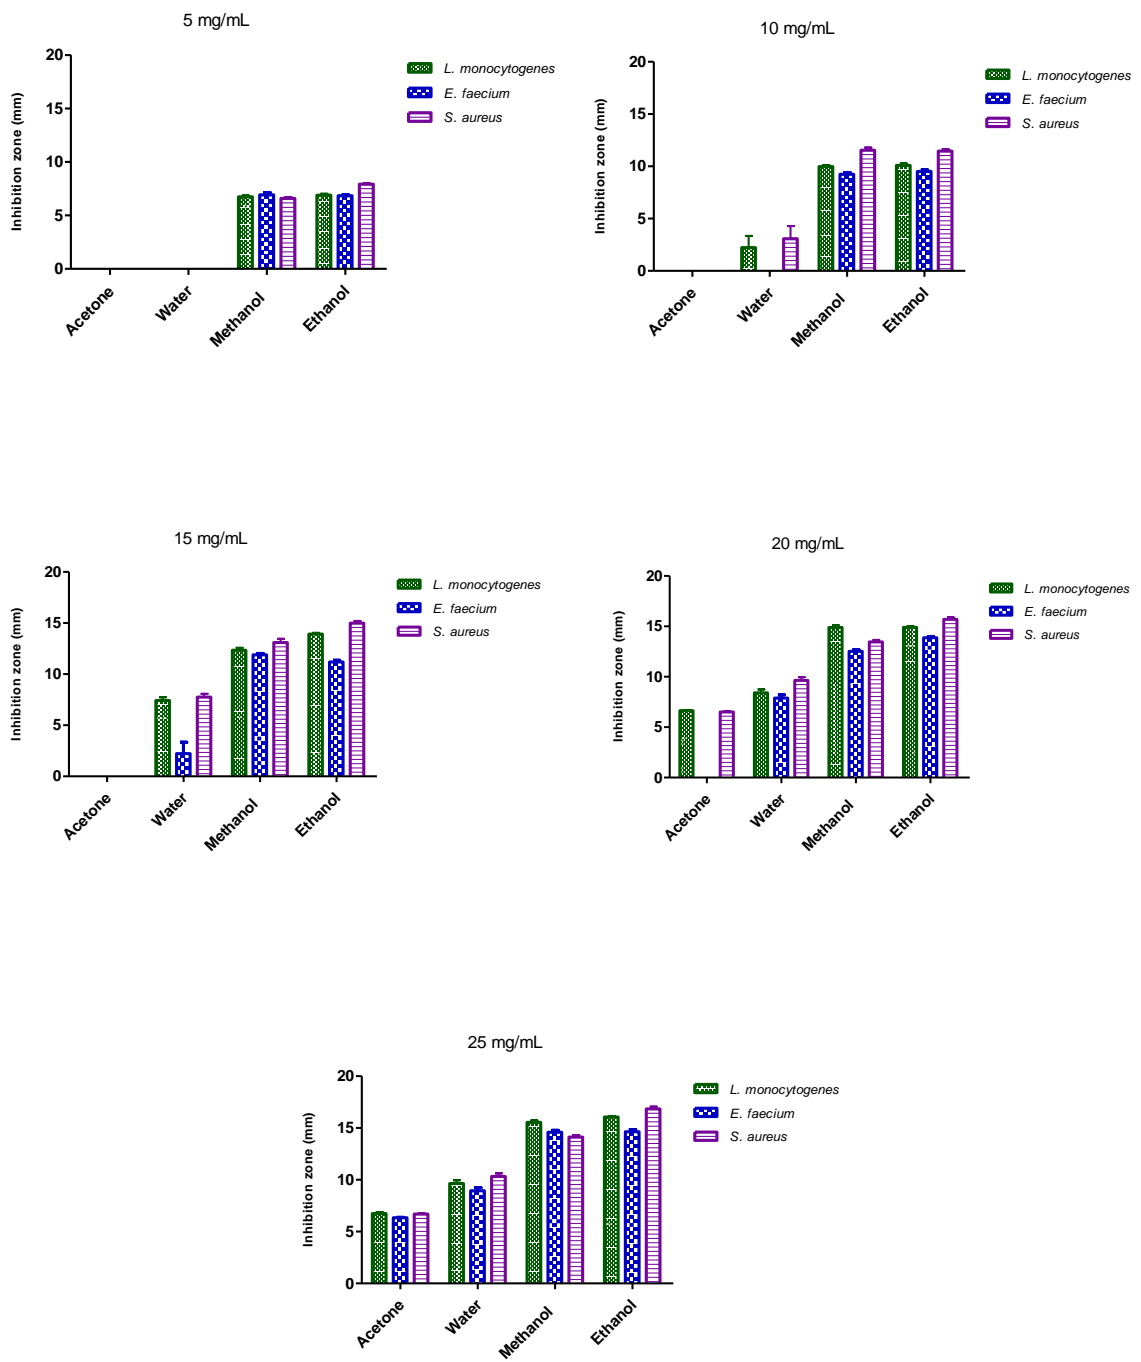 5 mg/mL
20
15
10
5
0
Inhibition zone (mm)
Acetone
Water
Methanol
Ethanol
L. monocytogenes
E. faecium
S. aureus
10 mg/mL
20
15
10
5
0
Inhibition zone (mm)
Acetone
Water
Methanol
Ethanol
L. monocytogenes
E. faecium
S. aureus
15 mg/mL
20
15
10
5
0
Inhibition zone (mm)
Acetone
Water
Methanol
Ethanol
L. monocytogenes
E. faecium
S. aureus
20 mg/mL
20
15
10
5
0
Inhibition zone (mm)
Acetone
Water
Methanol
Ethanol
L. monocytogenes
E. faecium
S. aureus
25 mg/mL
20
15
10
5
0
Inhibition zone (mm)
Acetone
Water
Methanol
Ethanol
L. monocytogenes
E. faecium
S. aureus